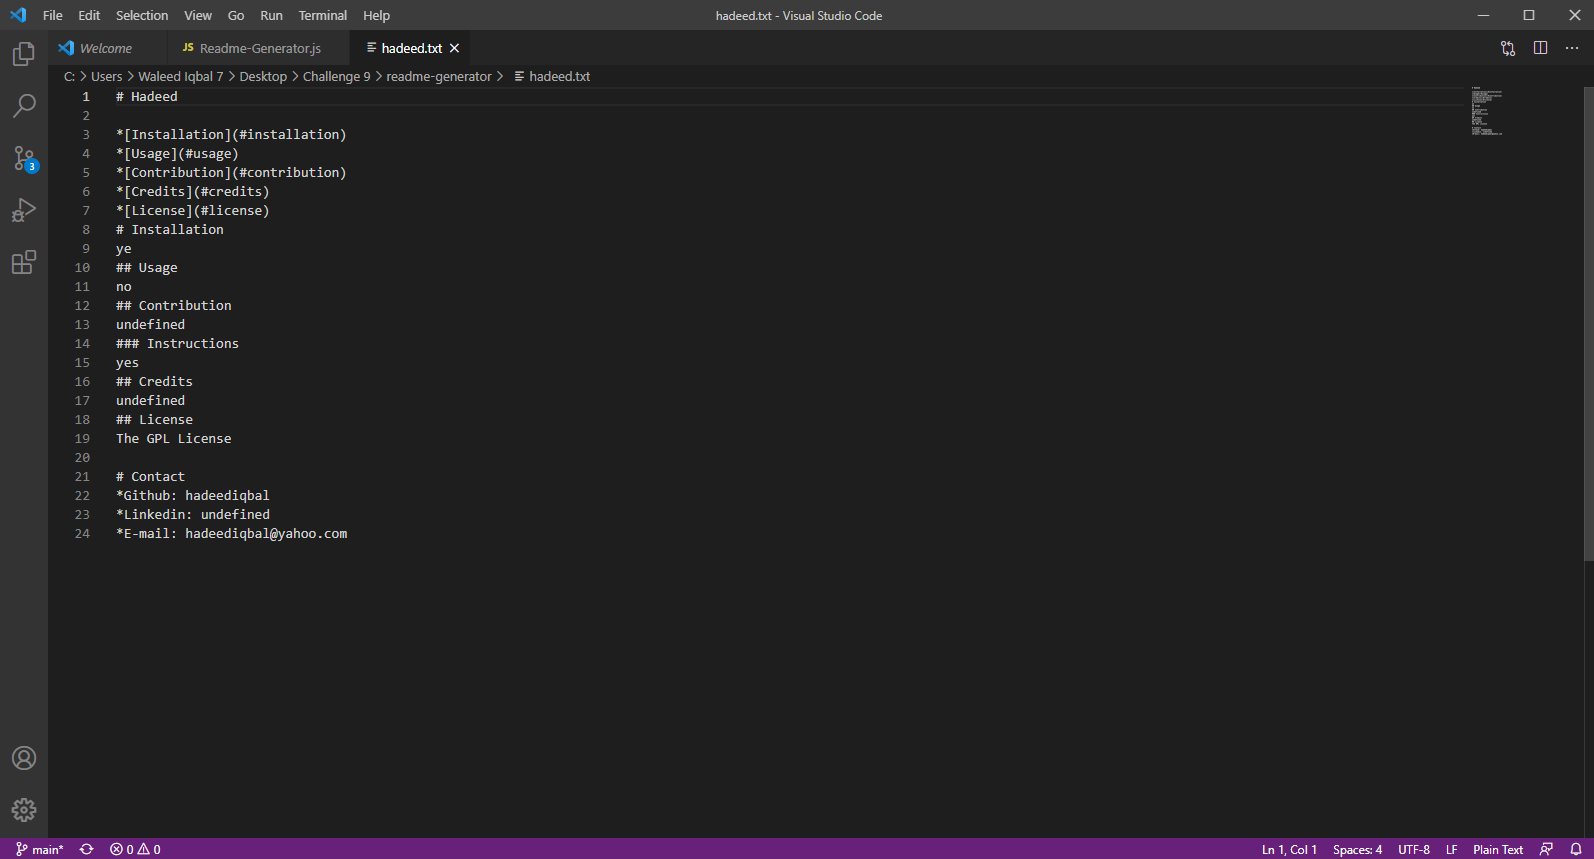 File Edit Selection View Go Run Terminal Help hadeed.txt - Visual Studio Code
Welcome JS Readme-Generator.js hadeed.txt
C: > Users > Waleed Iqbal 7 > Desktop > Challenge 9 > readme-generator > hadeed.txt
1 # Hadeed
2
3 *[Installation](#installation)
4 *[Usage](#usage)
5 *[Contribution](#contribution)
6 *[Credits](#credits)
7 *[License](#license)
8 # Installation
9 ye
10 ## Usage
11 no
12 ## Contribution
13 undefined
14 ### Instructions
15 yes
16 ## Credits
17 undefined
18 ## License
19 The GPL License
20
21 # Contact
22 *Github: hadeediqbal
23 *Linkedin: undefined
24 *E-mail: hadeediqbal@yahoo.com
3
main* 0 0 Ln 1, Col 1 Spaces: 4 UTF-8 LF Plain Text